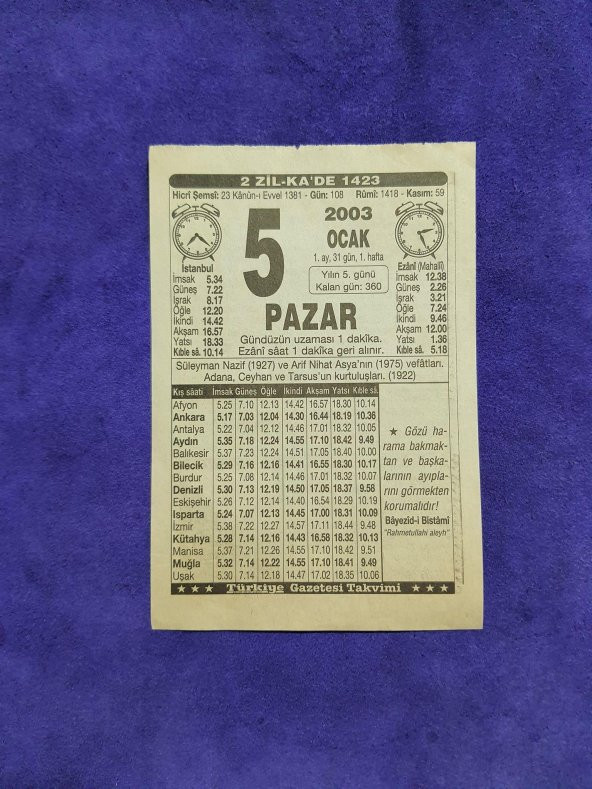 2 ZİL-KA'DE 1423
Hicrî Şemsî: 23 Kânûn-ı Evvel 1381 - Gün: 108 Rûmî: 1418 - Kasım: 59
5
2003
OCAK
1. ay, 31 gün, 1. hafta
Yılın 5. günü
Kalan gün: 360
PAZAR
Gündüzün uzaması 1 dakîka.
Ezânî sâat 1 dakîka geri alınır.
İstanbul
İmsak 5.34
Güneş 7.22
İşrak 8.17
Öğle 12.20
İkindi 14.42
Akşam 16.57
Yatsı 18.33
Kıble sâ. 10.14
Ezânî (Mahallî)
İmsak 12.38
Güneş 2.26
İşrak 3.21
Öğle 7.24
İkindi 9.46
Akşam 12.00
Yatsı 1.36
Kıble sâ. 5.18
Süleyman Nazif (1927) ve Arif Nihat Asya'nın (1975) vefâtları.
Adana, Ceyhan ve Tarsus'un kurtuluşları. (1922)
Kış sâati İmsak Güneş Öğle İkindi Akşam Yatsı Kıble sâ.
Afyon 5.25 7.10 12.13 14.42 16.57 18.30 10.14
Ankara 5.17 7.03 12.04 14.30 16.44 18.19 10.36
Antalya 5.22 7.04 12.12 14.46 17.01 18.32 10.05
Aydın 5.35 7.18 12.24 14.55 17.10 18.42 9.49
Balıkesir 5.37 7.23 12.24 14.51 17.05 18.40 10.00
Bilecik 5.29 7.16 12.16 14.41 16.55 18.30 10.17
Burdur 5.25 7.08 12.14 14.46 17.01 18.32 10.07
Denizli 5.30 7.13 12.19 14.50 17.05 18.37 9.58
Eskişehir 5.26 7.12 12.14 14.40 16.54 18.29 10.19
Isparta 5.24 7.07 12.13 14.45 17.00 18.31 10.09
İzmir 5.38 7.22 12.27 14.57 17.11 18.44 9.48
Kütahya 5.28 7.14 12.16 14.43 16.58 18.32 10.13
Manisa 5.37 7.21 12.26 14.55 17.10 18.42 9.51
Muğla 5.32 7.14 12.22 14.55 17.10 18.41 9.49
Uşak 5.30 7.14 12.18 14.47 17.02 18.35 10.06
★ Gözü ha-
rama bakmak-
tan ve başka-
larının ayıpla-
rını görmekten
korumalıdır!
Bâyezîd-i Bistâmî
"Rahmetullahi aleyh"
★ ★ ★ Türkiye Gazetesi Takvimi ★ ★ ★